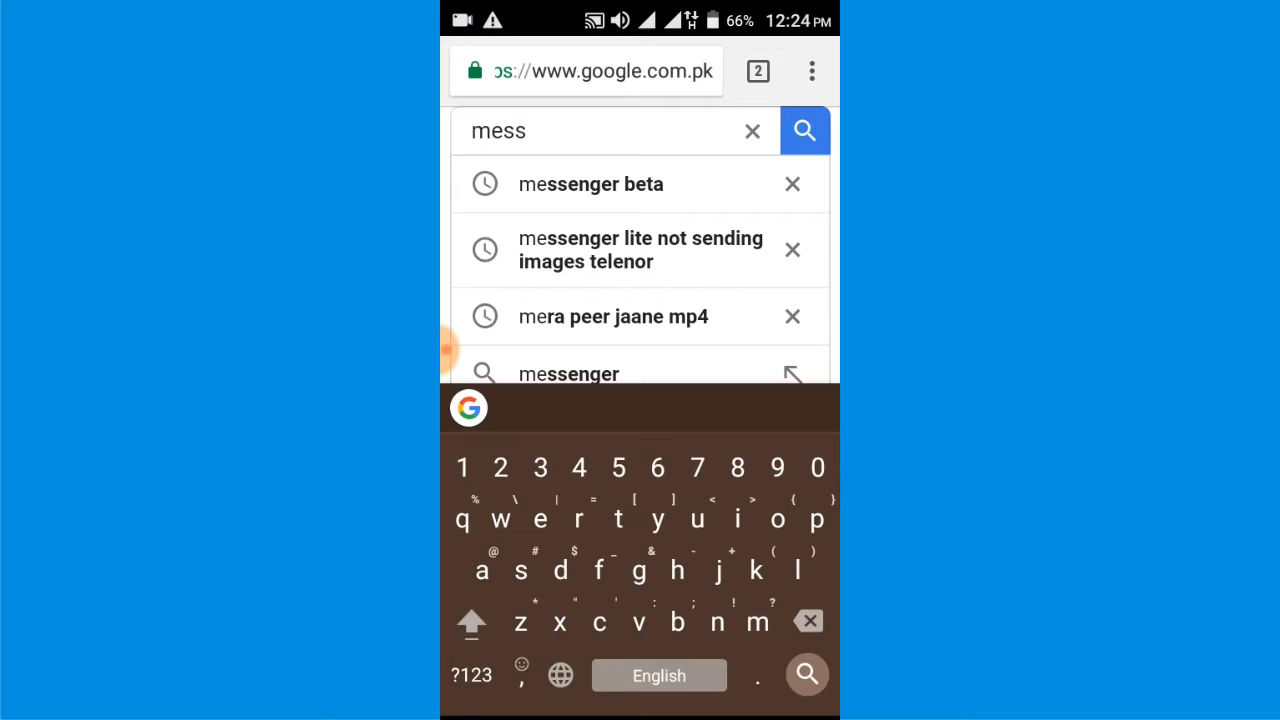 H 66% 12:24 PM
ps://www.google.com.pk 2
mess
messenger beta
messenger lite not sending
images telenor
mera peer jaane mp4
messenger
G
1 2 3 4 5 6 7 8 9 0
% \ | = [ ] < > { }
q w e r t y u i o p
@ # $ _ & - + ( )
a s d f g h j k l
* " ' : ; ! ?
z x c v b n m
?123 , English .